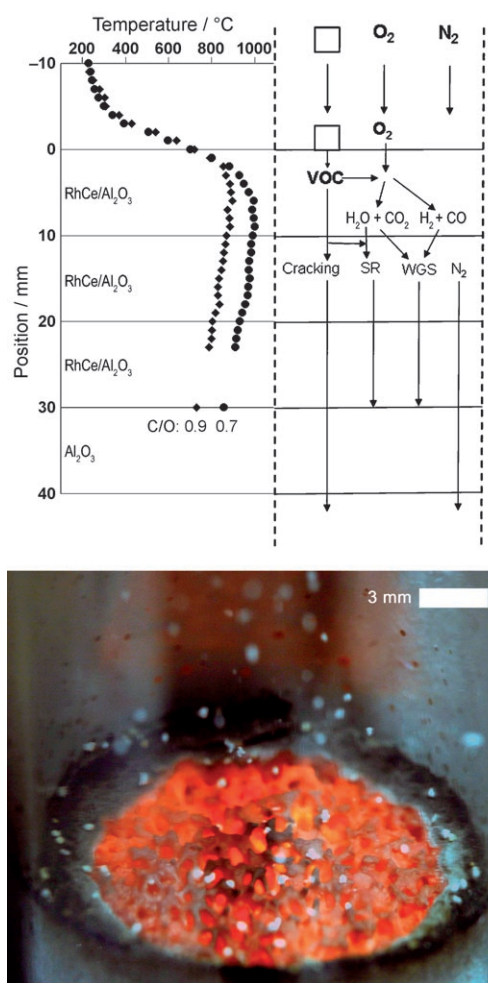 Temperature / °C
0 200 400 600 800 1000
O₂ N₂
–10
O₂
0
VOC
RhCe/Al₂O₃
H₂O + CO₂ H₂ + CO
10
Cracking SR WGS N₂
RhCe/Al₂O₃
Position / mm
20
RhCe/Al₂O₃
30
C/O: 0.9 0.7
Al₂O₃
40
3 mm